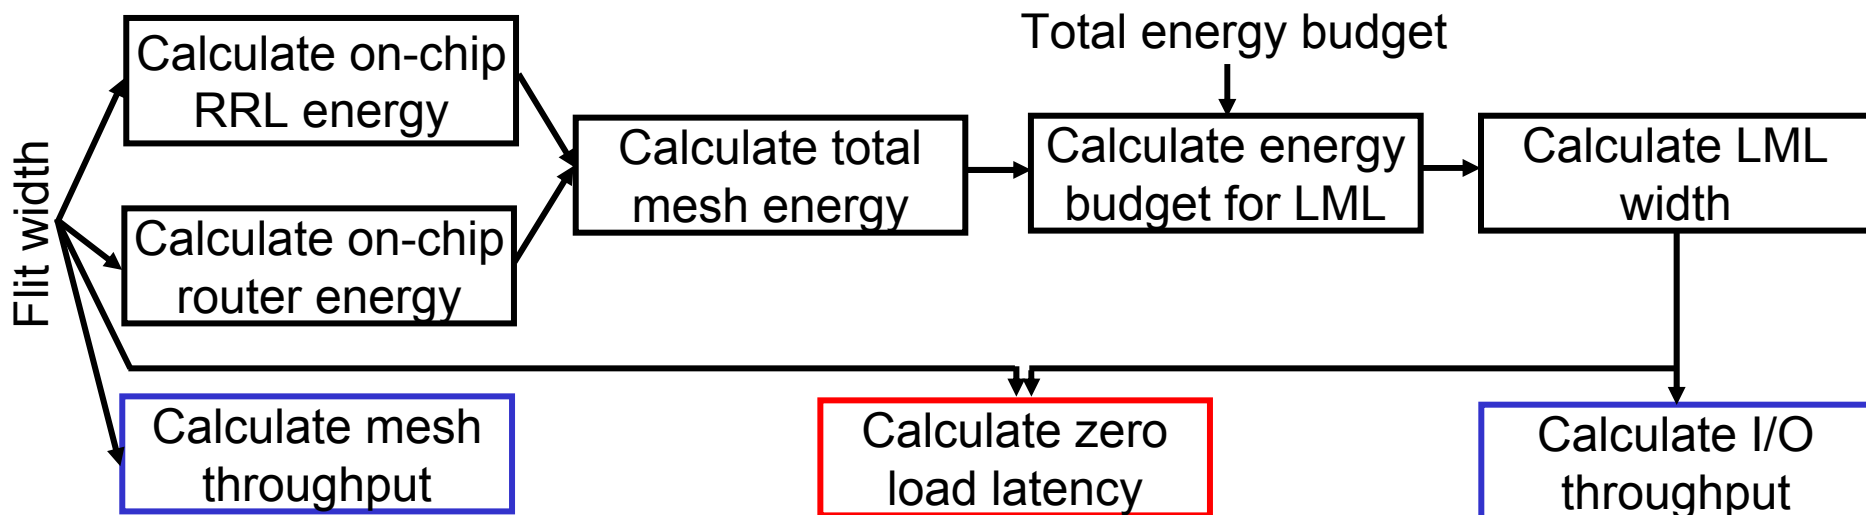 Flit width
Calculate on-chip
RRL energy
Calculate on-chip
router energy
Calculate mesh
throughput
Calculate total
mesh energy
Total energy budget
Calculate energy
budget for LML
Calculate LML
width
Calculate zero
load latency
Calculate I/O
throughput